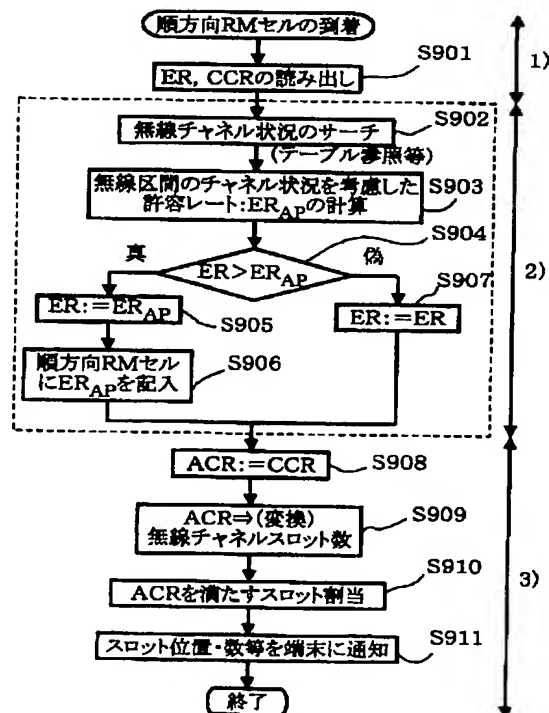 順方向RMセルの到着
1)
ER, CCRの読み出し
S901
無線チャネル状況のサーチ
S902
(テーブル参照等)
無線区間のチャネル状況を考慮した
許容レート:ERAPの計算
S903
2)
真
ER>ERAP
偽
S904
ER:=ERAP
S905
ER:=ER
S907
順方向RMセル
にERAPを記入
S906
ACR:=CCR
S908
ACR⇒(変換)
無線チャネルスロット数
S909
3)
ACRを満たすスロット割当
S910
スロット位置・数等を端末に通知
S911
終了